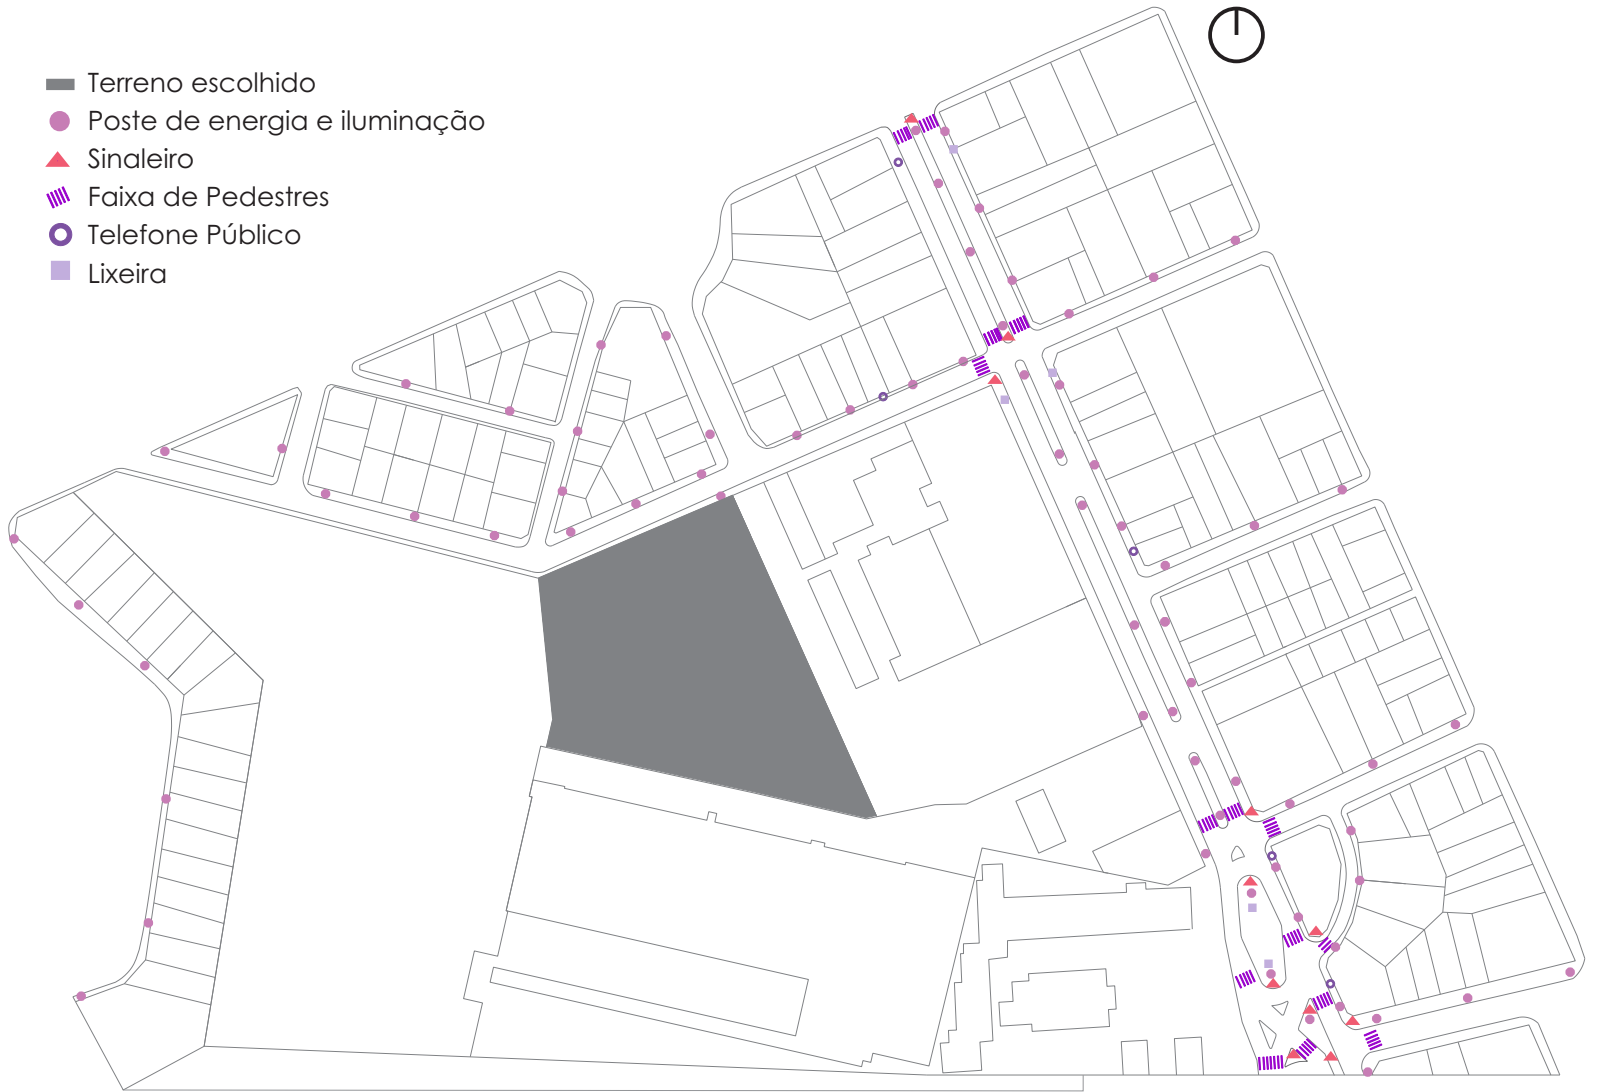 Terreno escolhido
Poste de energia e iluminação
Sinaleiro
Faixa de Pedestres
Telefone Público
Lixeira